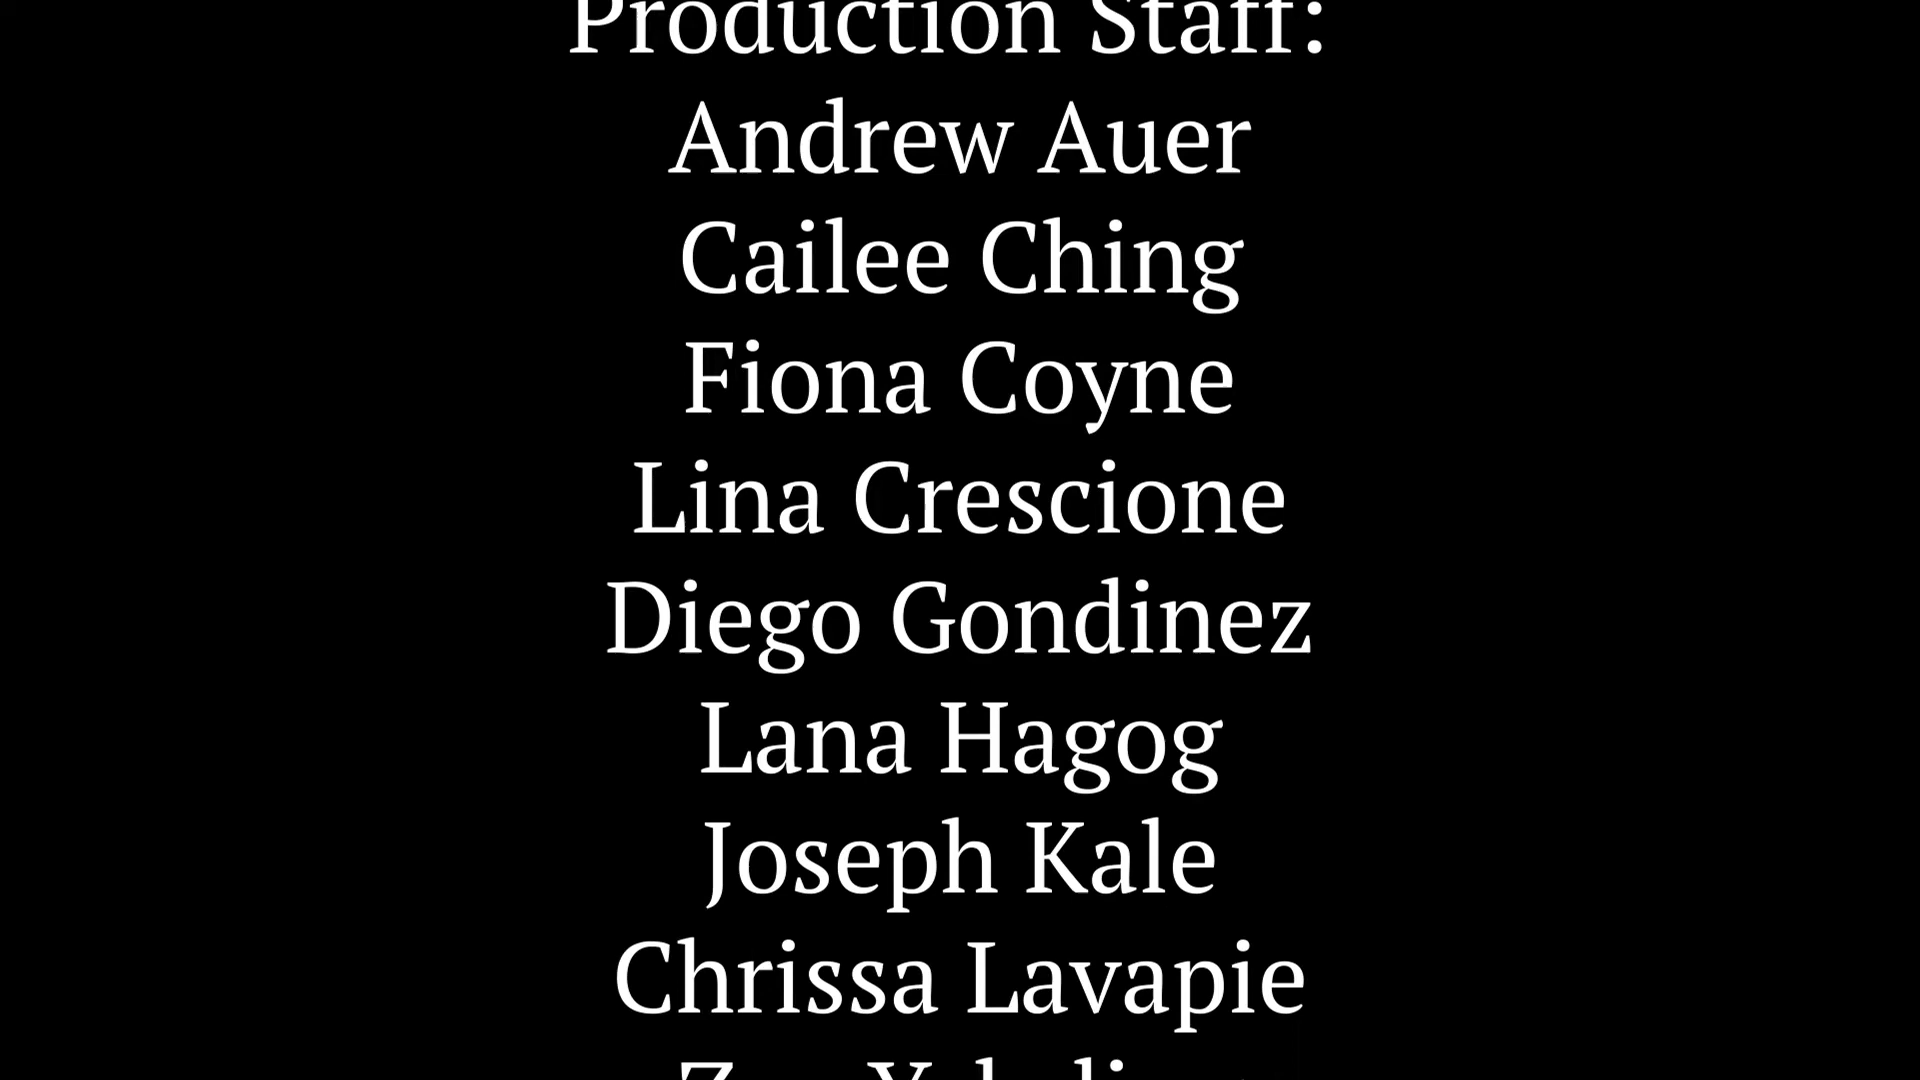 Production Staff:
Andrew Auer
Cailee Ching
Fiona Coyne
Lina Crescione
Diego Gondinez
Lana Hagog
Joseph Kale
Chrissa Lavapie